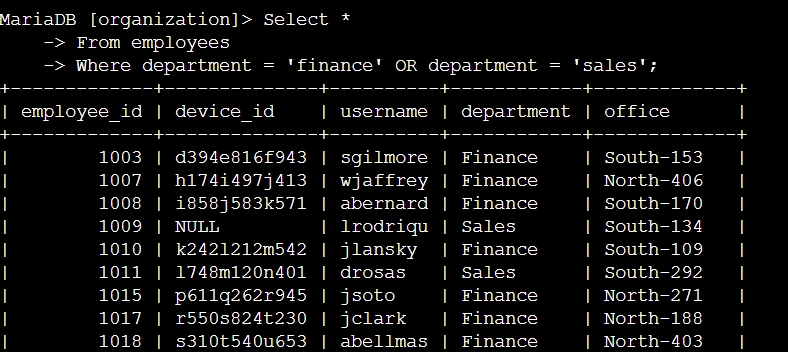 MariaDB [organization]> Select *
    -> From employees
    -> Where department = 'finance' OR department = 'sales';
+-------------+--------------+----------+------------+-------------+
| employee_id | device_id    | username | department | office      |
+-------------+--------------+----------+------------+-------------+
|        1003 | d394e816f943 | sgilmore | Finance    | South-153   |
|        1007 | h174i497j413 | wjaffrey | Finance    | North-406   |
|        1008 | i858j583k571 | abernard | Finance    | South-170   |
|        1009 | NULL         | lrodriqu | Sales      | South-134   |
|        1010 | k242l212m542 | jlansky  | Finance    | South-109   |
|        1011 | l748m120n401 | drosas   | Sales      | South-292   |
|        1015 | p611q262r945 | jsoto    | Finance    | North-271   |
|        1017 | r550s824t230 | jclark   | Finance    | North-188   |
|        1018 | s310t540u653 | abellmas | Finance    | North-403   |